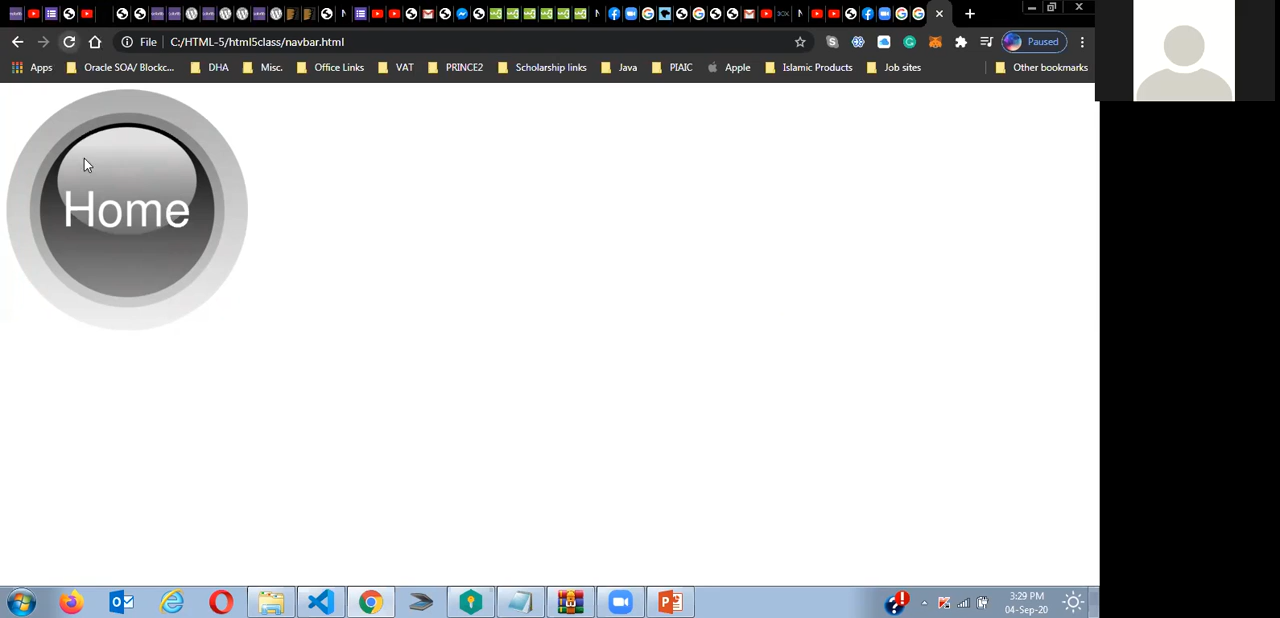 File C:/HTML-5/html5class/navbar.html Paused
Apps Oracle SOA/ Blockc... DHA Misc. Office Links VAT PRINCE2 Scholarship links Java PIAIC Apple Islamic Products Job sites Other bookmarks
Home
3:29 PM
04-Sep-20